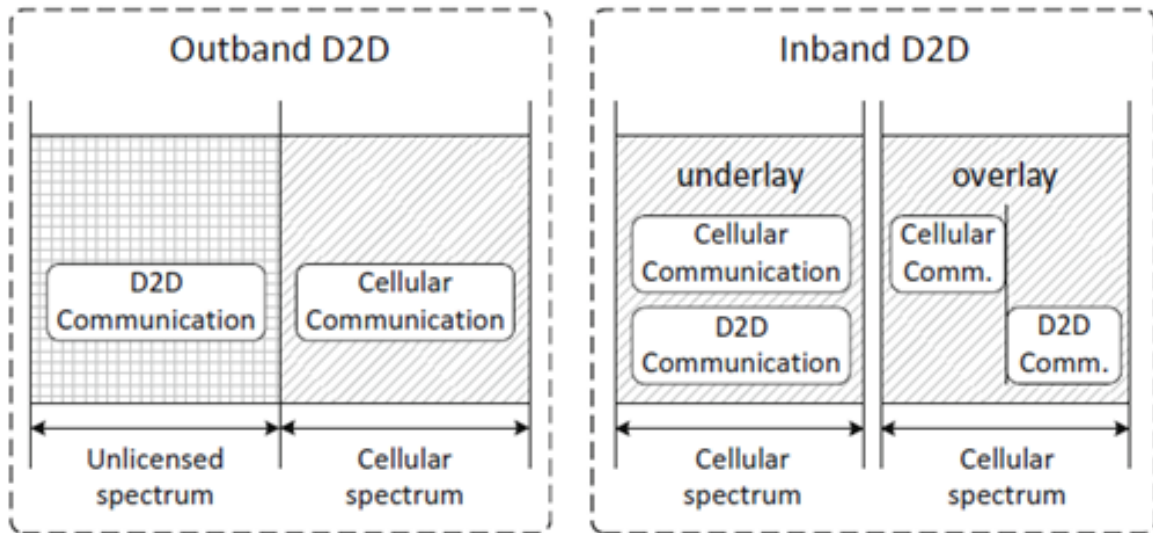 Outband D2D
D2D
Communication
Cellular
Communication
Unlicensed
spectrum
Cellular
spectrum
Inband D2D
underlay
Cellular
Communication
D2D
Communication
Cellular
spectrum
overlay
Cellular
Comm.
D2D
Comm.
Cellular
spectrum